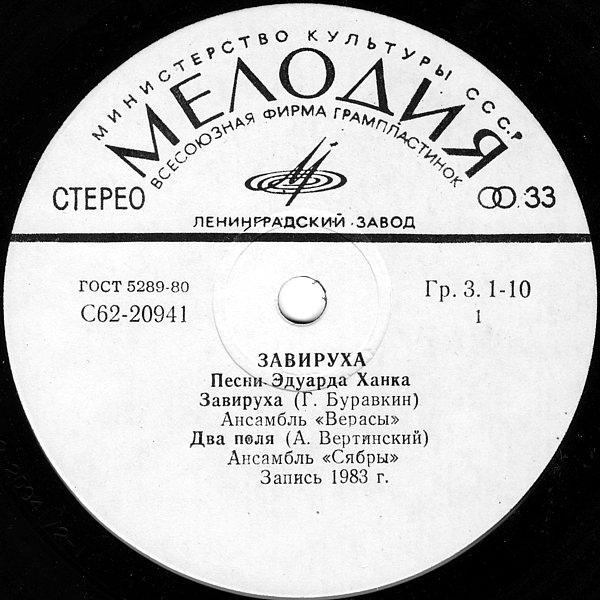 МИНИСТЕРСТВО КУЛЬТУРЫ СССР
МЕЛОДИЯ
ВСЕСОЮЗНАЯ ФИРМА ГРАМПЛАСТИНОК
СТЕРЕО
33
ЛЕНИНГРАДСКИЙ · ЗАВОД
ГОСТ 5289-80
Гр. 3. 1-10
С62-20941
1
ЗАВИРУХА
Песни Эдуарда Ханка
Завируха (Г. Буравкин)
Ансамбль «Верасы»
Два поля (А. Вертинский)
Ансамбль «Сябры»
Запись 1983 г.